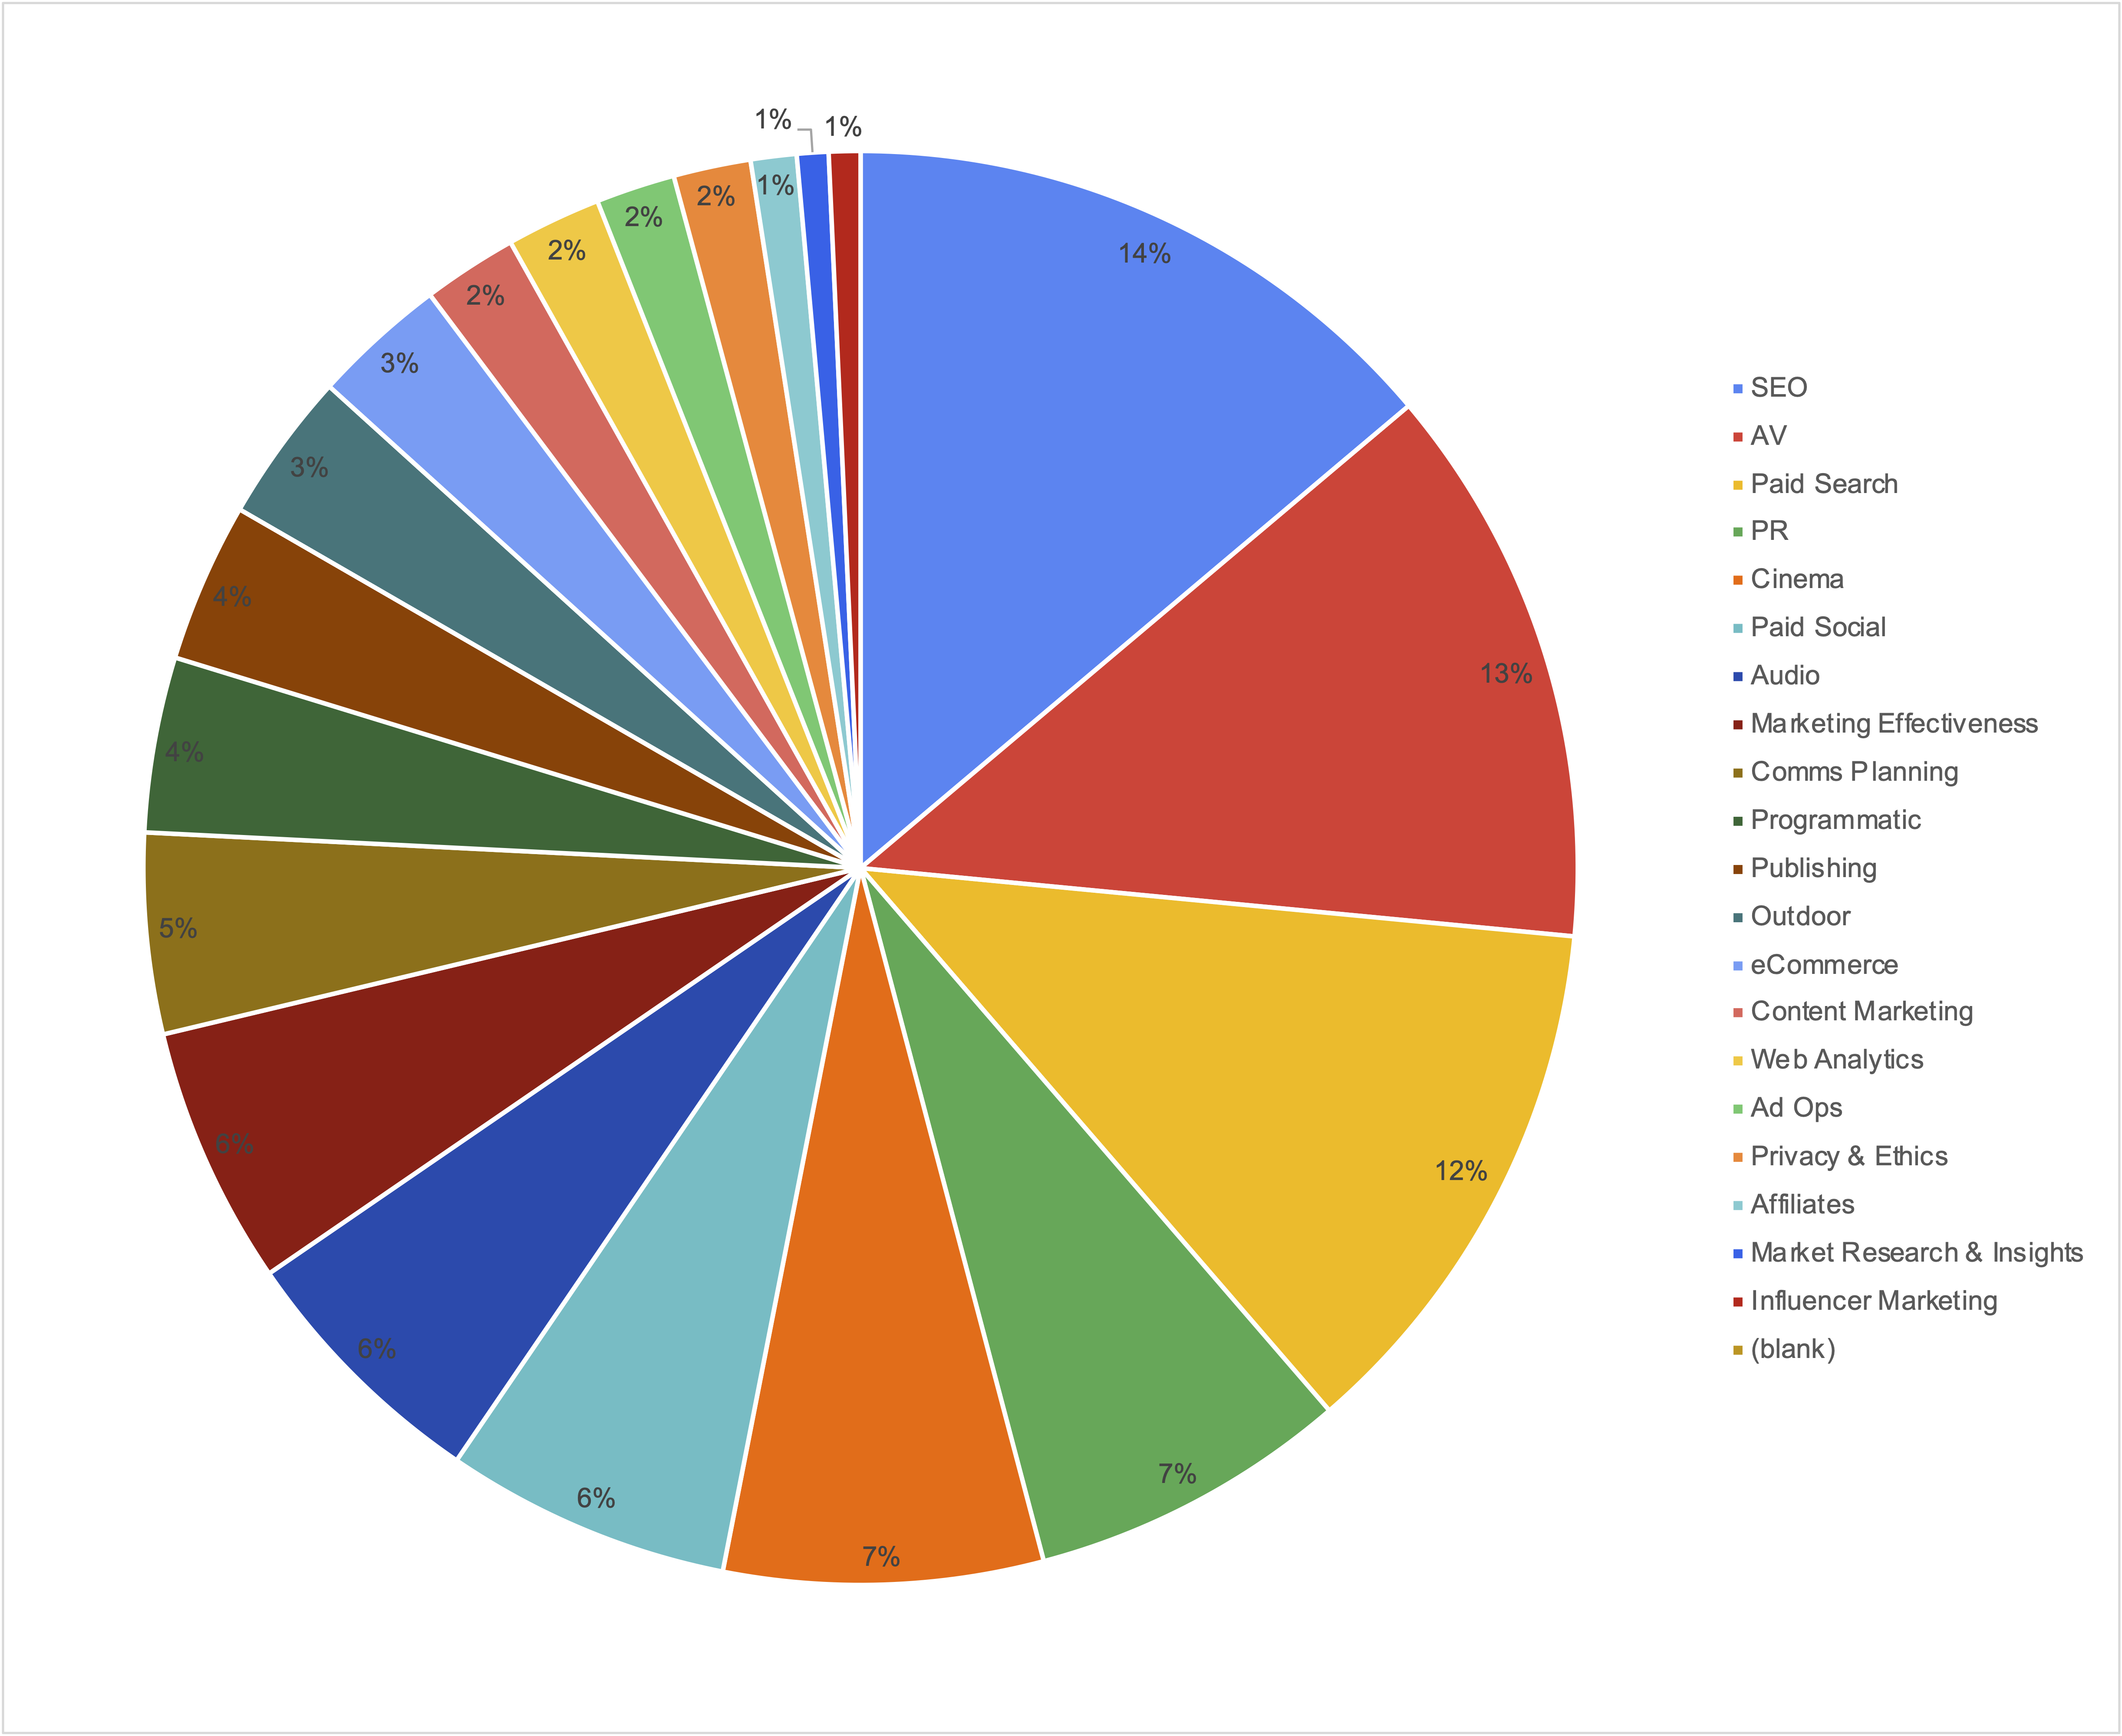 1%
1%
14%
13%
12%
7%
7%
6%
6%
6%
5%
4%
4%
3%
3%
2%
2%
2%
2%
1%
SEO
AV
Paid Search
PR
Cinema
Paid Social
Audio
Marketing Effectiveness
Comms Planning
Programmatic
Publishing
Outdoor
eCommerce
Content Marketing
Web Analytics
Ad Ops
Privacy & Ethics
Affiliates
Market Research & Insights
Influencer Marketing
(blank)